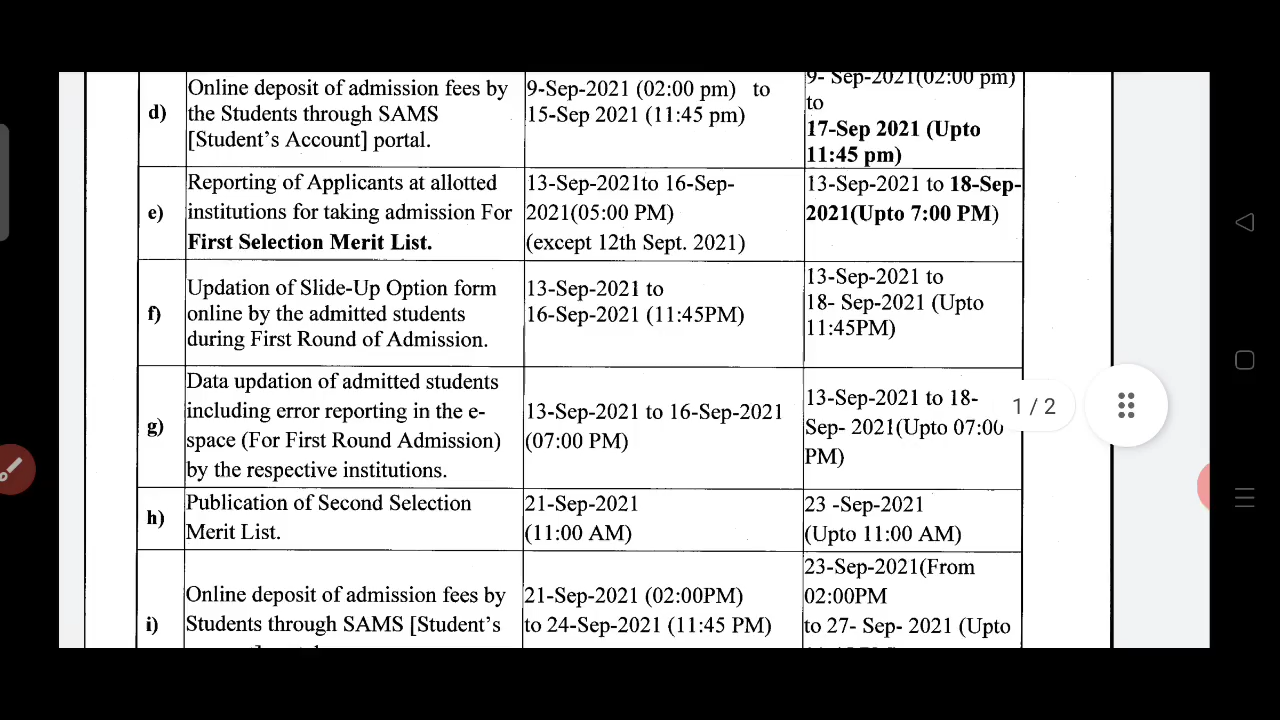 d)
Online deposit of admission fees by
the Students through SAMS
[Student's Account] portal.
9-Sep-2021 (02:00 pm) to
15-Sep 2021 (11:45 pm)
9- Sep-2021(02:00 pm)
to
17-Sep 2021 (Upto
11:45 pm)
e)
Reporting of Applicants at allotted
institutions for taking admission For
First Selection Merit List.
13-Sep-2021to 16-Sep-
2021(05:00 PM)
(except 12th Sept. 2021)
13-Sep-2021 to 18-Sep-
2021(Upto 7:00 PM)
f)
Updation of Slide-Up Option form
online by the admitted students
during First Round of Admission.
13-Sep-2021 to
16-Sep-2021 (11:45PM)
13-Sep-2021 to
18- Sep-2021 (Upto
11:45PM)
g)
Data updation of admitted students
including error reporting in the e-
space (For First Round Admission)
by the respective institutions.
13-Sep-2021 to 16-Sep-2021
(07:00 PM)
13-Sep-2021 to 18-
Sep- 2021(Upto 07:00
PM)
1 / 2
h)
Publication of Second Selection
Merit List.
21-Sep-2021
(11:00 AM)
23 -Sep-2021
(Upto 11:00 AM)
i)
Online deposit of admission fees by
Students through SAMS [Student's
21-Sep-2021 (02:00PM)
to 24-Sep-2021 (11:45 PM)
23-Sep-2021(From
02:00PM
to 27- Sep- 2021 (Upto